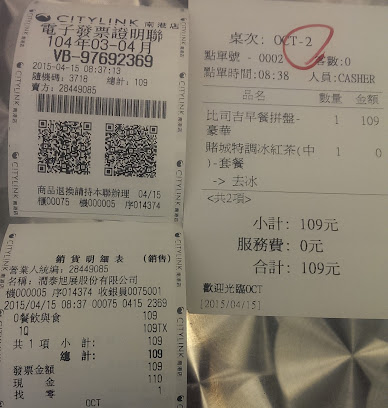 CITYLINK 南港店
電子發票證明聯
104年03-04月
VB-97692369
2015-04-15 08:37:13
隨機碼：3718 總計：109
賣方：28449085
商品退換請持本聯辦理 04/15
櫃00075 機000005 序014374
銷貨明細表 (銷售)
營業人統編：28449085
名稱：潤泰旭展股份有限公司
機000005 序014374 收銀員0075001
2015/04/15 08:37 00075 0415 2369
0餐飲與食 109
1Q 109TX
共 1 項 小計： 109
總計： 109
發票金額 109
現金 110
找零 1
OCT
桌次: OCT-2
點單號 - 0002 客數:0
點單時間:08:38 人員:CASHER
品名 數量 金額
比司吉早餐拼盤-豪華 1 109
賭城特調冰紅茶(中)-套餐 1 0
-> 去冰
<共2項>
小計: 109元
服務費: 0元
合計: 109元
歡迎光臨OCT
[2015/04/15]
CITYLINK